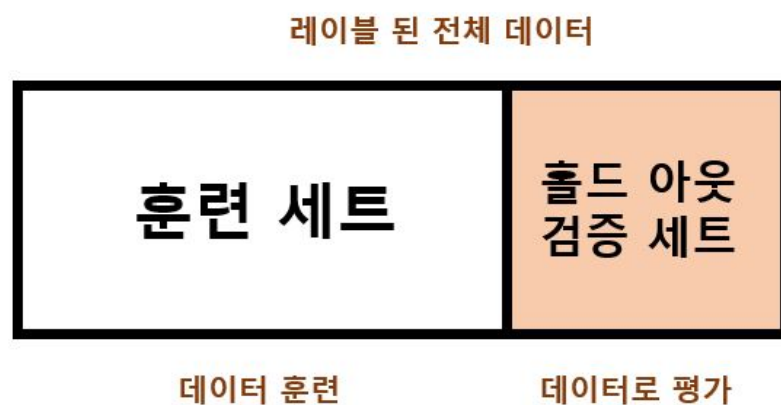 레이블 된 전체 데이터
훈련 세트
홀드 아웃
검증 세트
데이터 훈련
데이터로 평가